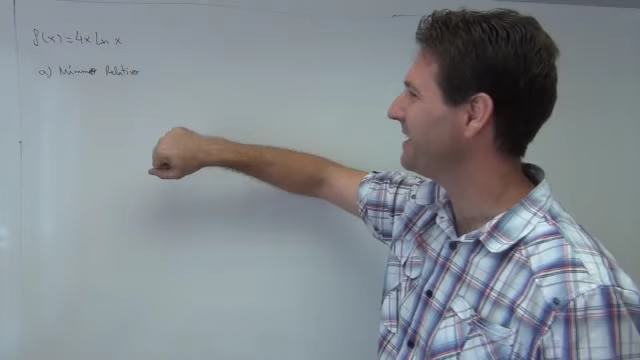 f(x) = 4x ln x
a) Mínimo Relativo